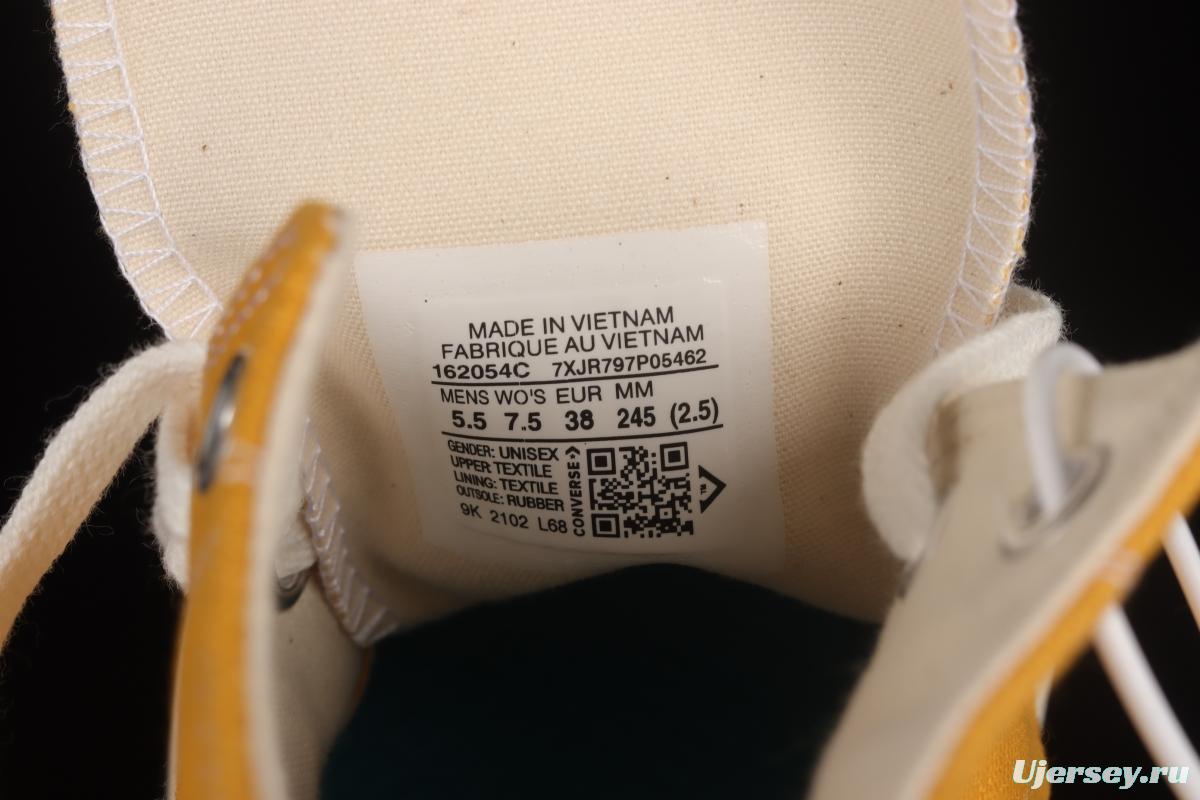 MADE IN VIETNAM
FABRIQUE AU VIETNAM
162054C 7XJR797P05462
MENS WO'S EUR MM
5.5 7.5 38 245 (2.5)
GENDER: UNISEX
UPPER: TEXTILE
LINING: TEXTILE
OUTSOLE: RUBBER
9K 2102 L68
CONVERSE
TM
Ujersey.ru